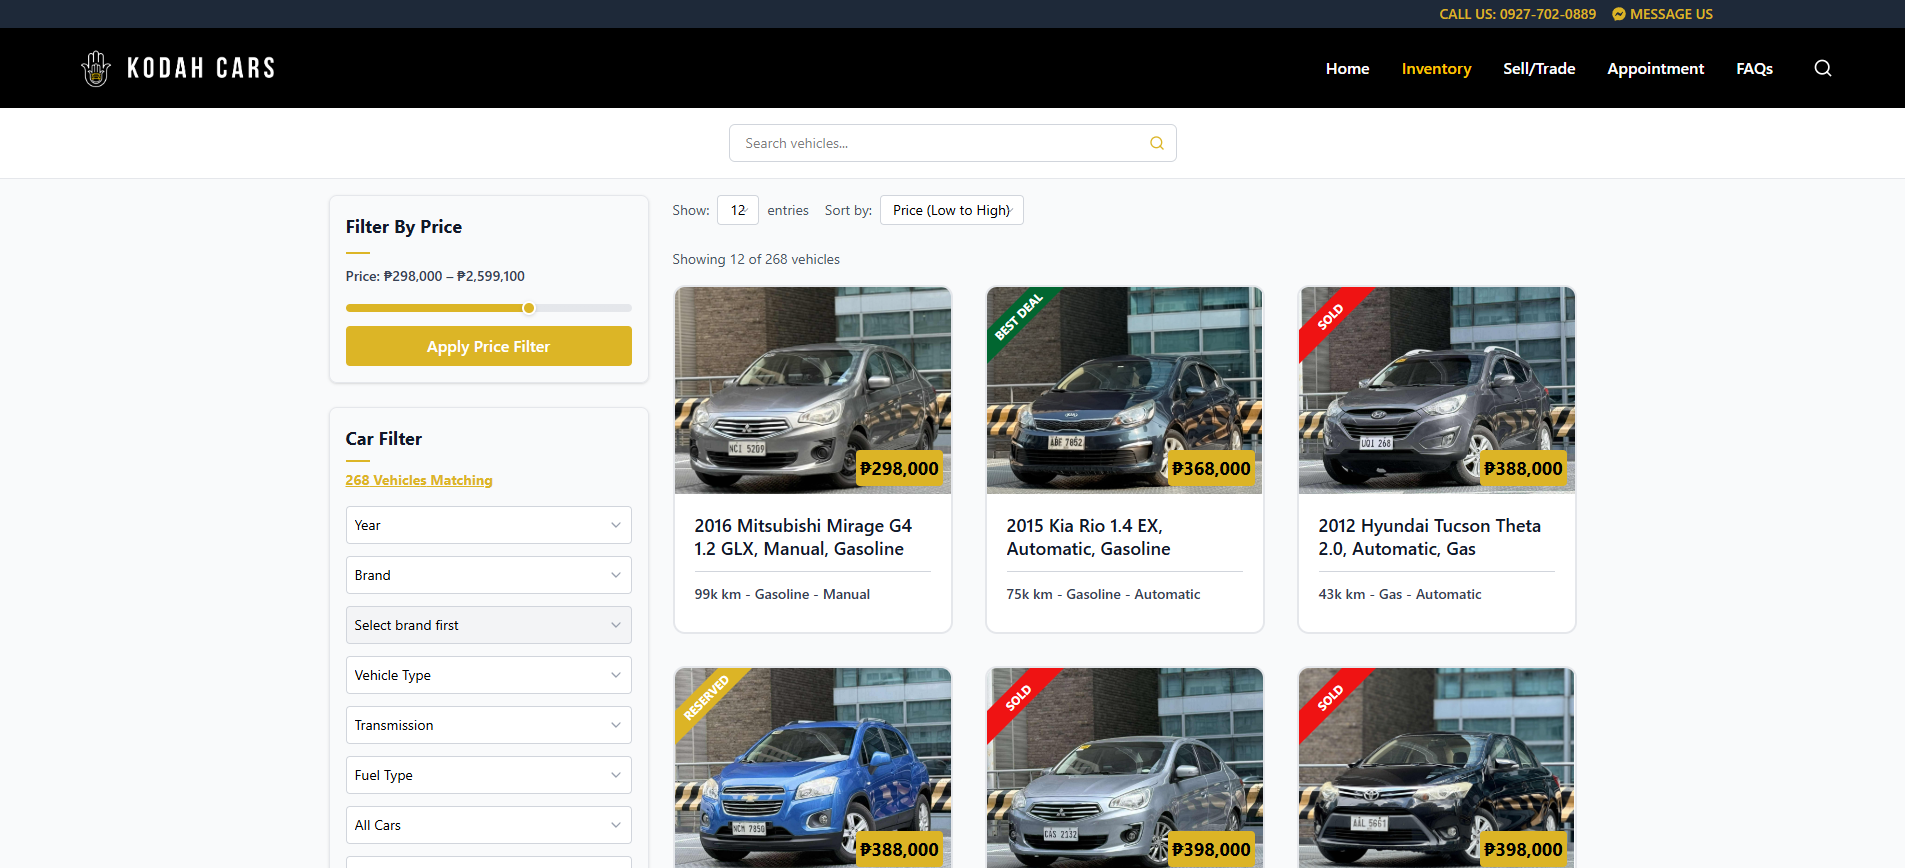 CALL US: 0927-702-0889 MESSAGE US
KODAH CARS
Home Inventory Sell/Trade Appointment FAQs
Search vehicles...
Filter By Price
Price: ₱298,000 – ₱2,599,100
Apply Price Filter
Car Filter
268 Vehicles Matching
Year
Brand
Select brand first
Vehicle Type
Transmission
Fuel Type
All Cars
Show: 12 entries Sort by: Price (Low to High)
Showing 12 of 268 vehicles
NCI 5209
₱298,000
2016 Mitsubishi Mirage G4
1.2 GLX, Manual, Gasoline
99k km - Gasoline - Manual
BEST DEAL
KIA
ABF 7852
₱368,000
2015 Kia Rio 1.4 EX,
Automatic, Gasoline
75k km - Gasoline - Automatic
SOLD
UQI 268
₱388,000
2012 Hyundai Tucson Theta
2.0, Automatic, Gas
43k km - Gas - Automatic
RESERVED
NCM 7850
₱388,000
SOLD
CAS 2132
₱398,000
SOLD
AAL 5661
₱398,000